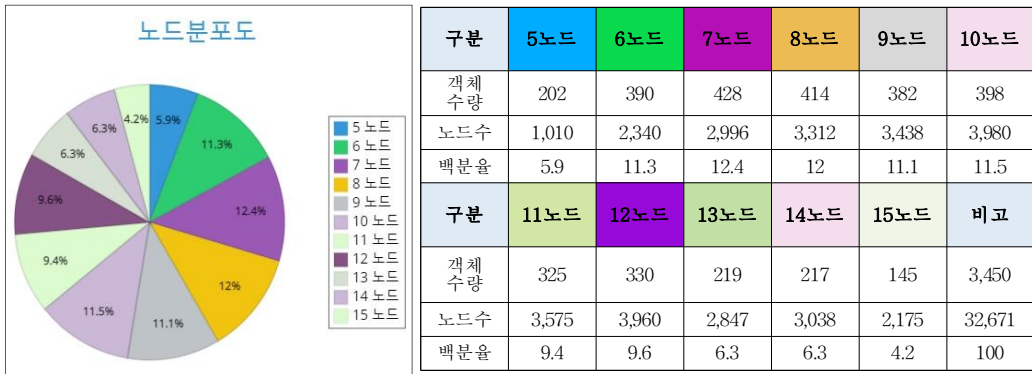 노드분포도
4.2%
5.9%
6.3%
11.3%
6.3%
9.6%
12.4%
9.4%
12%
11.5%
11.1%
5 노드
6 노드
7 노드
8 노드
9 노드
10 노드
11 노드
12 노드
13 노드
14 노드
15 노드
구분 5노드 6노드 7노드 8노드 9노드 10노드
객체
수량 202 390 428 414 382 398
노드수 1,010 2,340 2,996 3,312 3,438 3,980
백분율 5.9 11.3 12.4 12 11.1 11.5
구분 11노드 12노드 13노드 14노드 15노드 비고
객체
수량 325 330 219 217 145 3,450
노드수 3,575 3,960 2,847 3,038 2,175 32,671
백분율 9.4 9.6 6.3 6.3 4.2 100